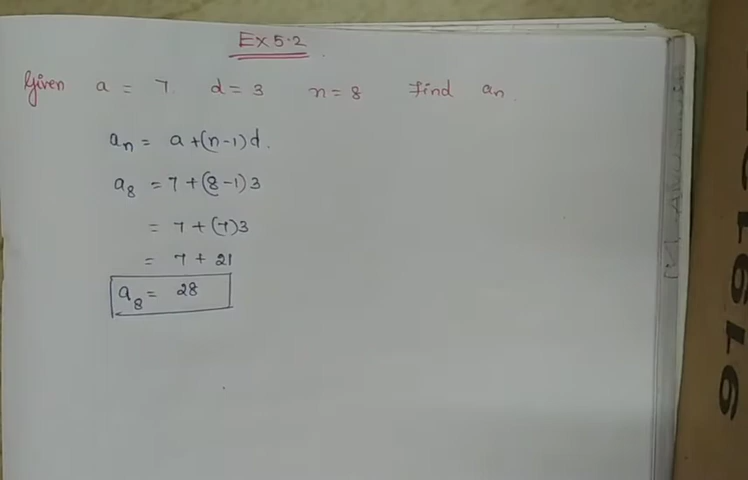 Ex 5.2
Given a = 7 d = 3 n = 8 Find an.
an = a + (n-1)d.
a8 = 7 + (8-1)3
= 7 + (7)3
= 7 + 21
a8 = 28